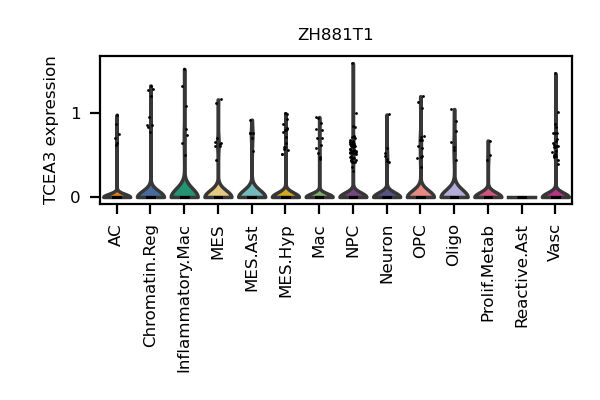 ZH881T1
TCEA3 expression
1
0
AC
Chromatin.Reg
Inflammatory.Mac
MES
MES.Ast
MES.Hyp
Mac
NPC
Neuron
OPC
Oligo
Prolif.Metab
Reactive.Ast
Vasc